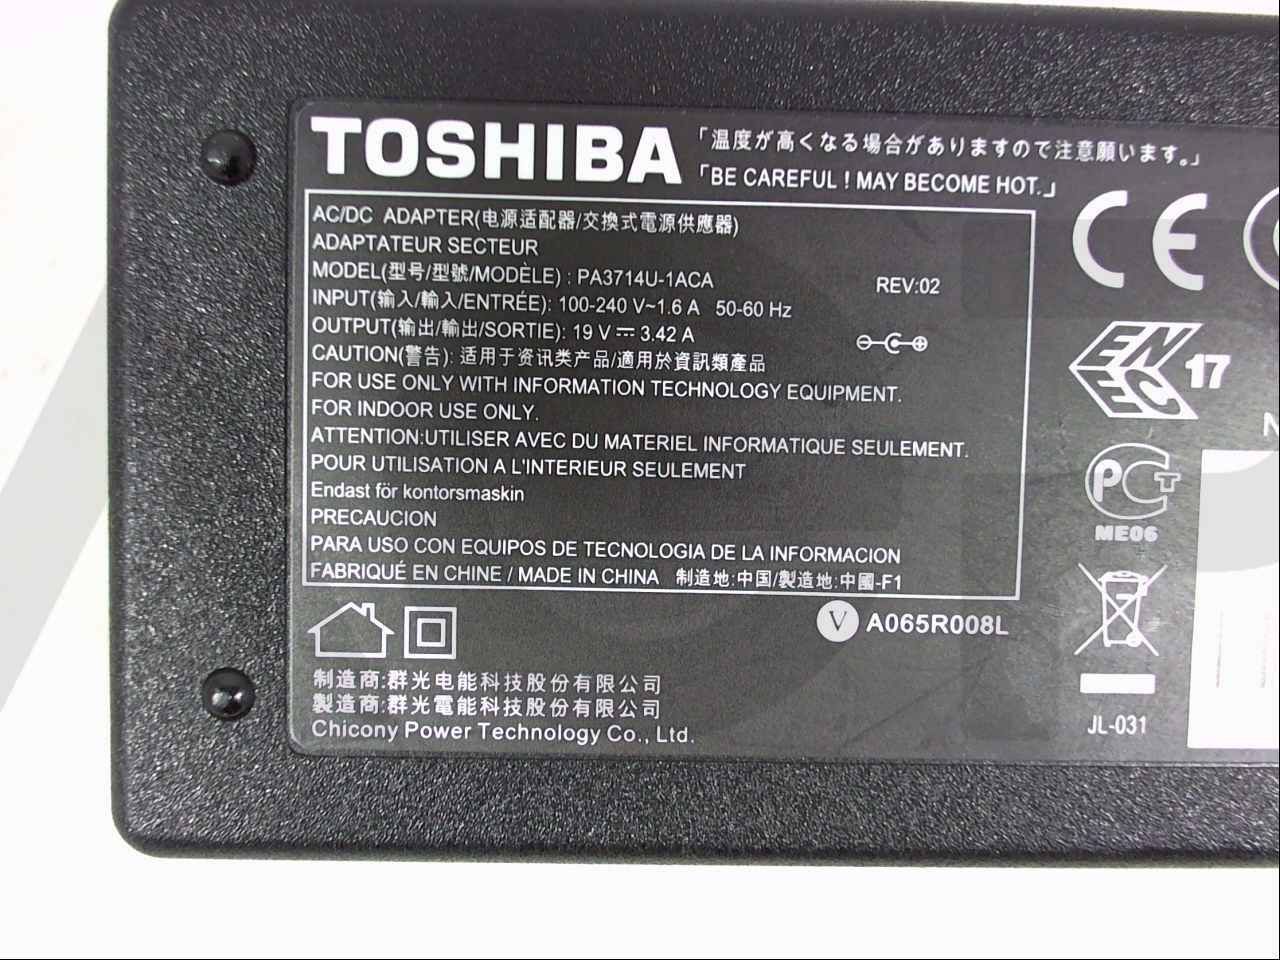 TOSHIBA
「温度が高くなる場合がありますので注意願います。」
「BE CAREFUL ! MAY BECOME HOT.」
AC/DC ADAPTER(电源适配器/交換式電源供應器)
ADAPTATEUR SECTEUR
MODEL(型号/型號/MODÈLE) : PA3714U-1ACA
REV:02
INPUT(输入/輸入/ENTRÉE): 100-240 V~1.6 A 50-60 Hz
OUTPUT(输出/輸出/SORTIE): 19 V ⎓ 3.42 A
CAUTION(警告): 适用于资讯类产品/適用於資訊類產品
FOR USE ONLY WITH INFORMATION TECHNOLOGY EQUIPMENT.
FOR INDOOR USE ONLY.
ATTENTION:UTILISER AVEC DU MATERIEL INFORMATIQUE SEULEMENT.
POUR UTILISATION A L'INTERIEUR SEULEMENT
Endast för kontorsmaskin
PRECAUCION
PARA USO CON EQUIPOS DE TECNOLOGIA DE LA INFORMACION
FABRIQUÉ EN CHINE / MADE IN CHINA 制造地:中国/製造地:中國-F1
V A065R008L
制造商:群光电能科技股份有限公司
製造商:群光電能科技股份有限公司
Chicony Power Technology Co., Ltd.
CE
EN
EC
17
PCT
ME06
JL-031